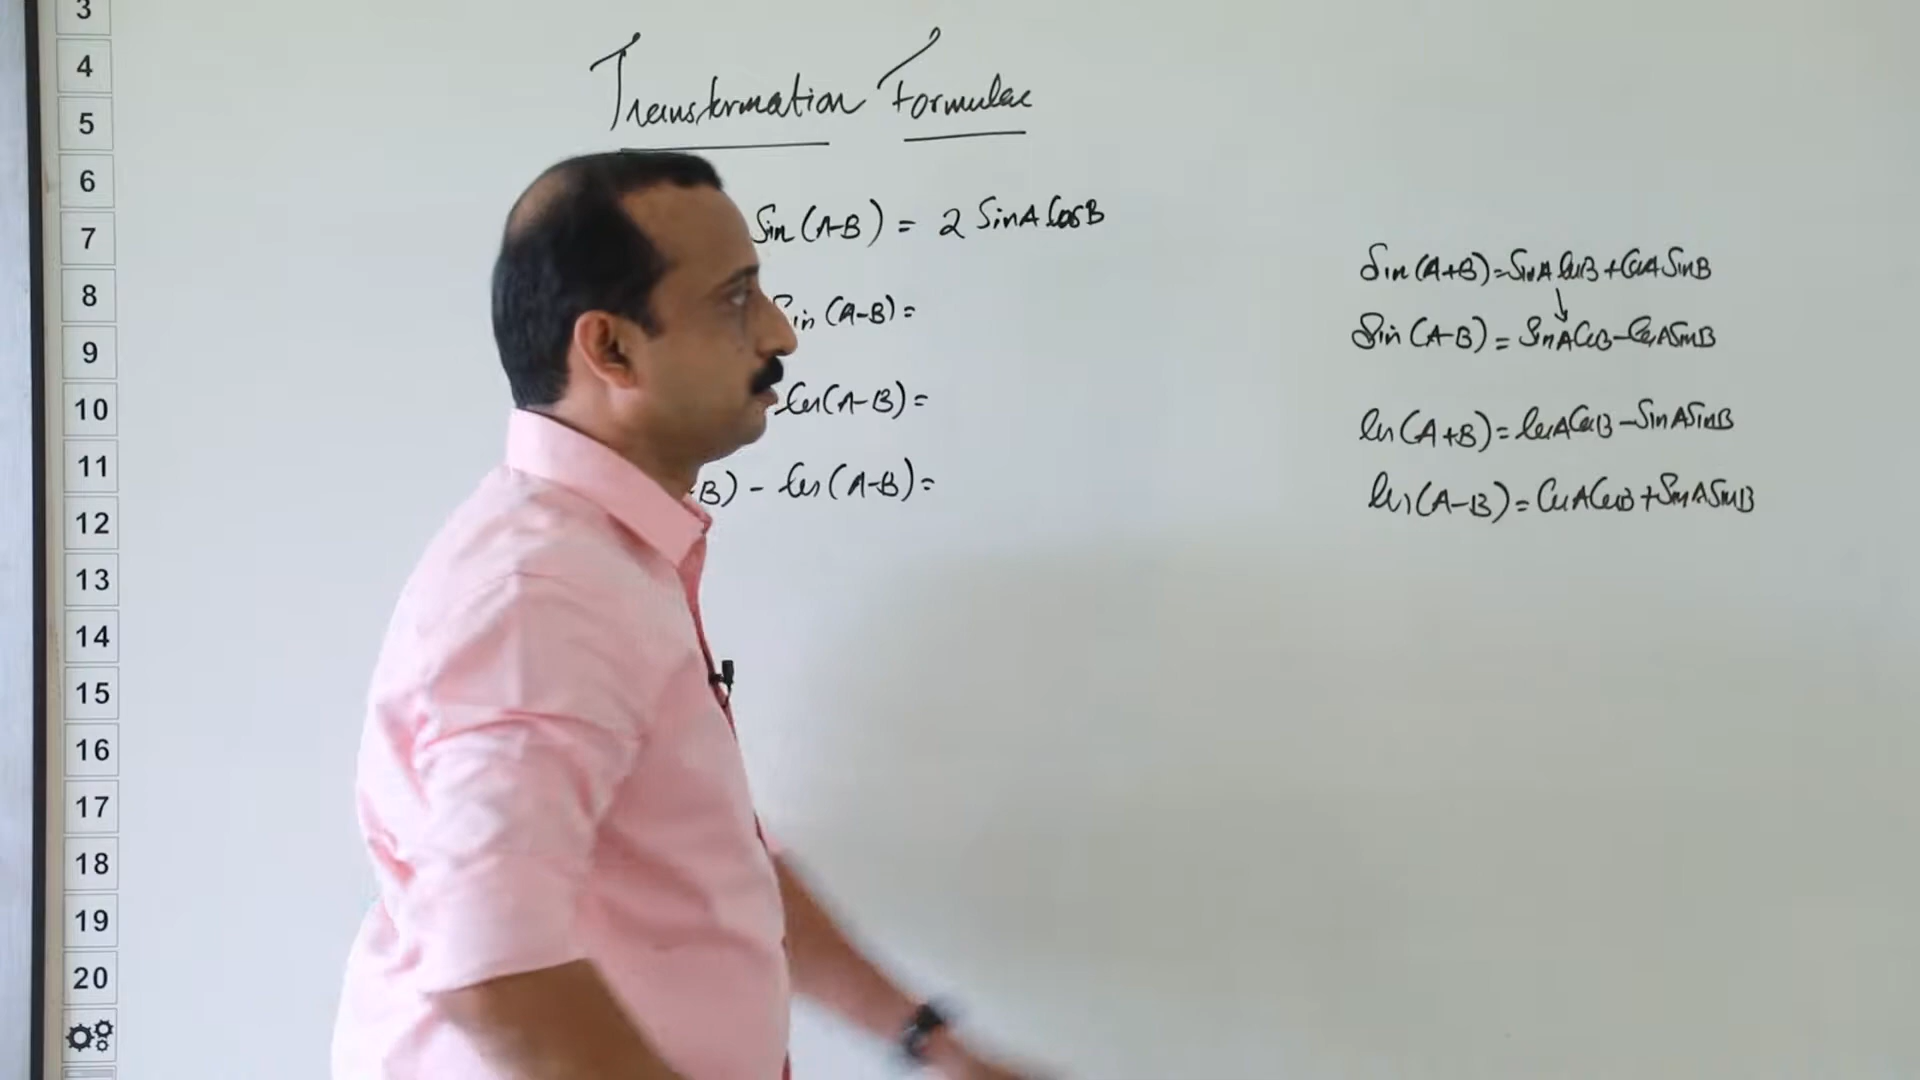 3
4
5
6
7
8
9
10
11
12
13
14
15
16
17
18
19
20
Transformation Formulae
Sin (A-B) = 2 SinA CosB
Sin (A-B) =
Cos(A-B) =
B) - Cos (A-B) =
Sin (A+B) = SinA CosB + CosA SinB
Sin (A-B) = SinA CosB - CosA SinB
Cos (A+B) = CosA CosB - SinA SinB
Cos (A-B) = CosA CosB + SinA SinB